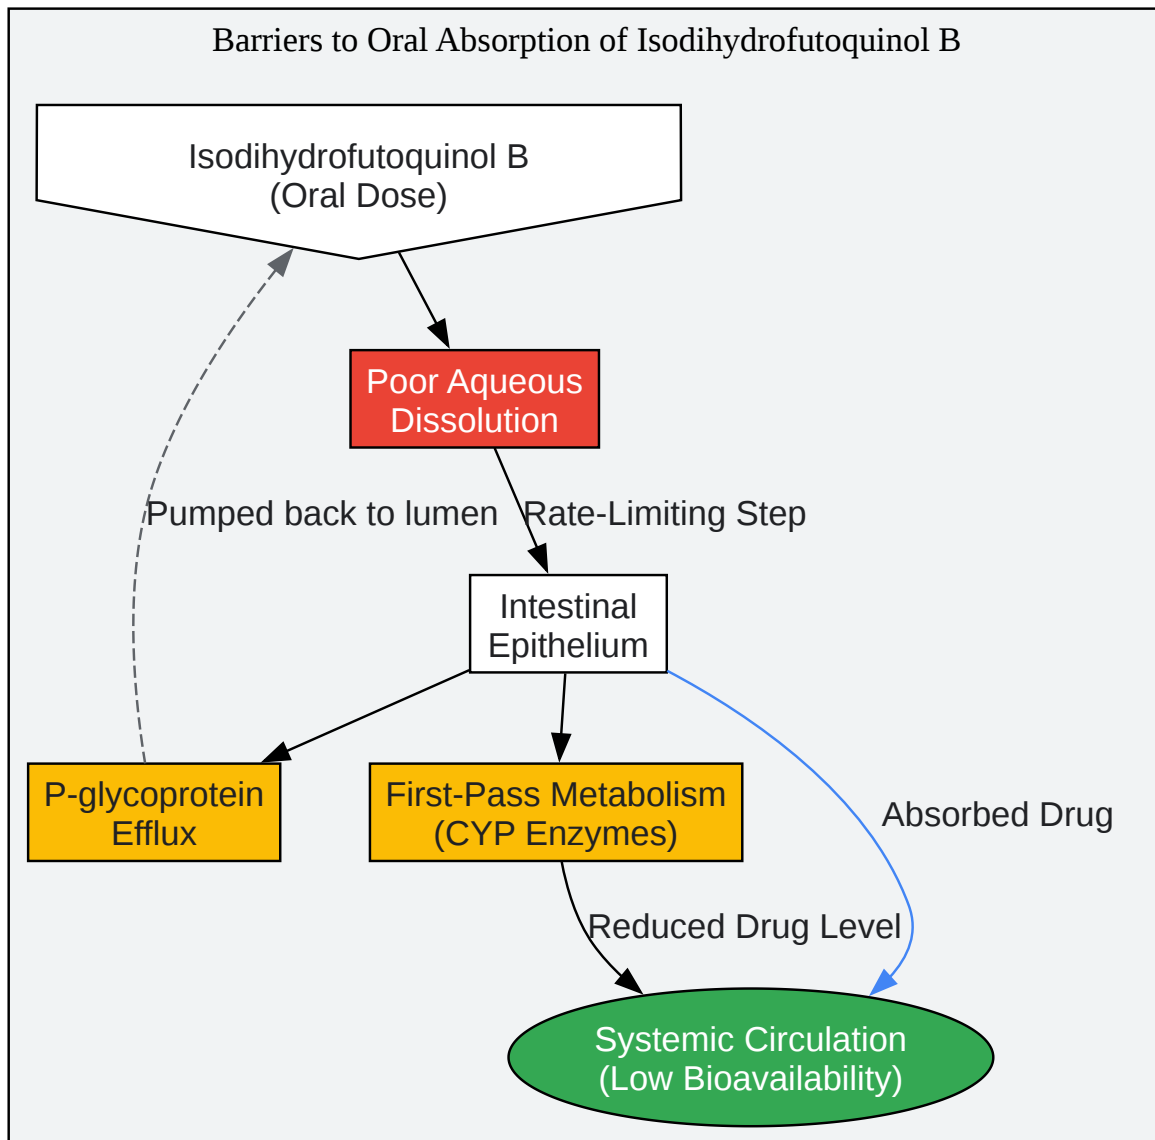 Barriers to Oral Absorption of Isodihydrofutoquinol B
Isodihydrofutoquinol B
(Oral Dose)
Poor Aqueous
Dissolution
Pumped back to lumen
Rate-Limiting Step
Intestinal
Epithelium
P-glycoprotein
Efflux
First-Pass Metabolism
(CYP Enzymes)
Absorbed Drug
Reduced Drug Level
Systemic Circulation
(Low Bioavailability)